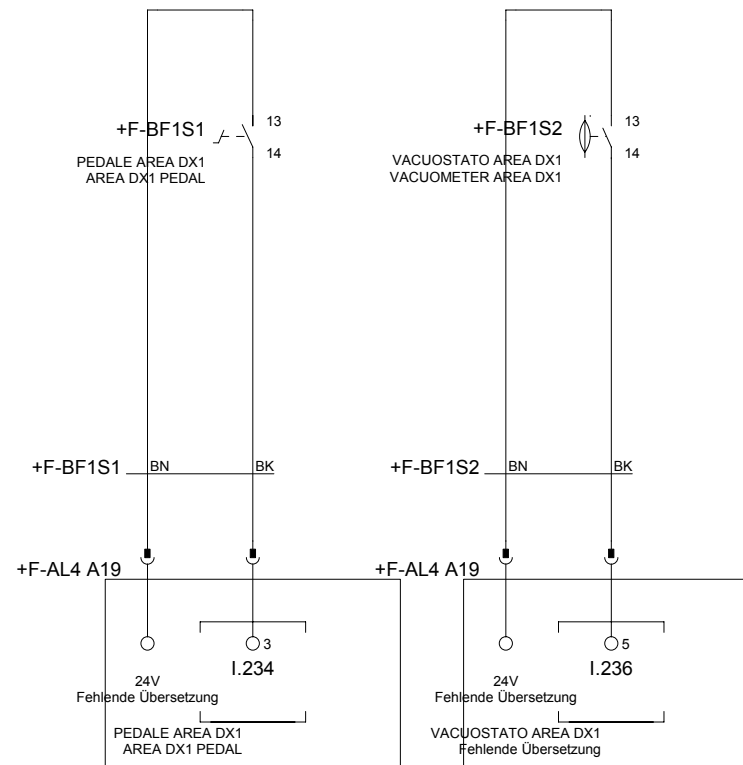 +F-BF1S1
13
14
PEDALE AREA DX1
AREA DX1 PEDAL
+F-BF1S2
13
14
VACUOSTATO AREA DX1
VACUOMETER AREA DX1
+F-BF1S1
BN
BK
+F-BF1S2
BN
BK
+F-AL4 A19
+F-AL4 A19
3
I.234
24V
Fehlende Übersetzung
PEDALE AREA DX1
AREA DX1 PEDAL
5
I.236
24V
Fehlende Übersetzung
VACUOSTATO AREA DX1
Fehlende Übersetzung